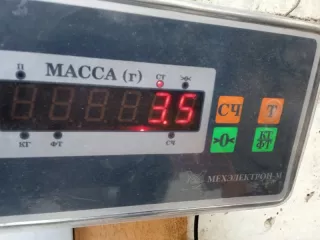 П СТ
МАССА (г)
3.5
СЧ Т
КГ ФТ СЧ
>0<
МЕХЭЛЕКТРОН-М